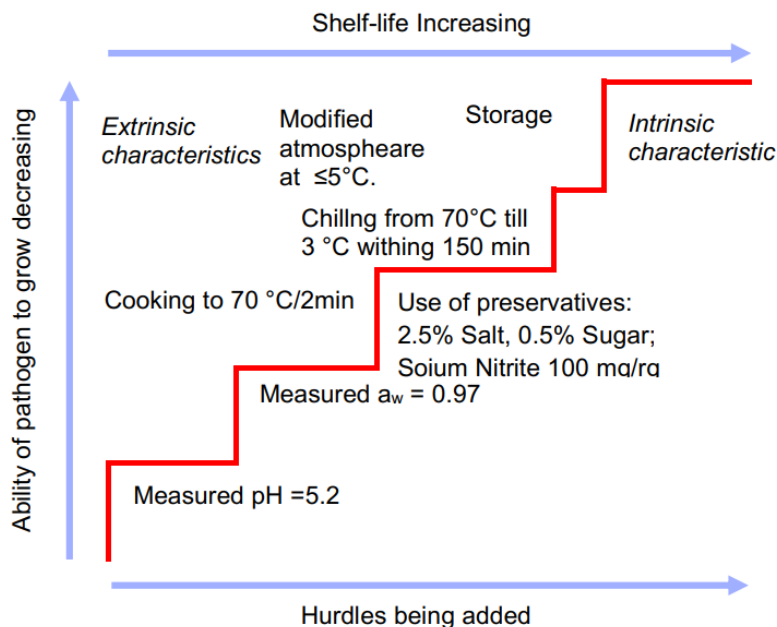 Shelf-life Increasing
Ability of pathogen to grow decreasing
Extrinsic
characteristics
Modified
atmospheare
at ≤5°C.
Storage
Intrinsic
characteristic
Chillng from 70°C till
3 °C withing 150 min
Cooking to 70 °C/2min
Use of preservatives:
2.5% Salt, 0.5% Sugar;
Soium Nitrite 100 mg/rg
Measured aw = 0.97
Measured pH =5.2
Hurdles being added